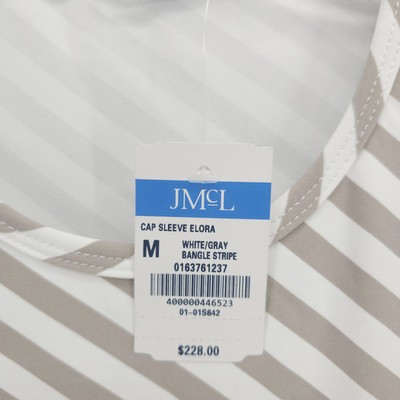 JMcL
CAP SLEEVE ELORA
M WHITE/GRAY
BANGLE STRIPE
0163761237
400000446523
01-01S642
$228.00